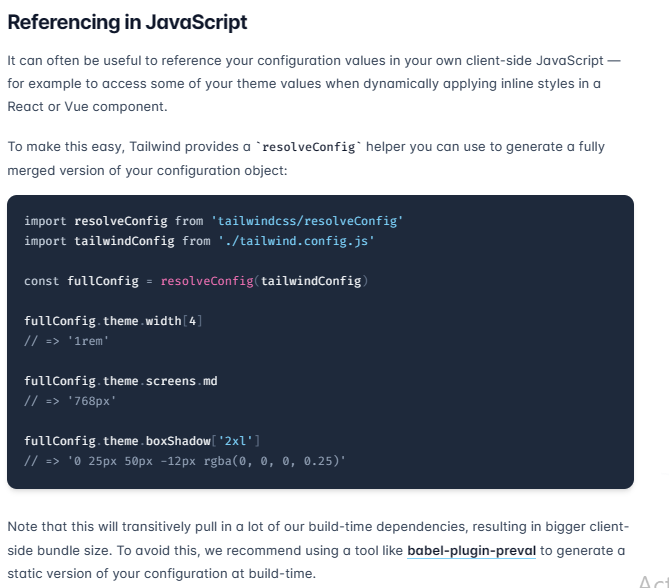 Referencing in JavaScript
It can often be useful to reference your configuration values in your own client-side JavaScript —
for example to access some of your theme values when dynamically applying inline styles in a
React or Vue component.
To make this easy, Tailwind provides a `resolveConfig` helper you can use to generate a fully
merged version of your configuration object:
import resolveConfig from 'tailwindcss/resolveConfig'
import tailwindConfig from './tailwind.config.js'
const fullConfig = resolveConfig(tailwindConfig)
fullConfig.theme.width[4]
// => '1rem'
fullConfig.theme.screens.md
// => '768px'
fullConfig.theme.boxShadow['2xl']
// => '0 25px 50px -12px rgba(0, 0, 0, 0.25)'
Note that this will transitively pull in a lot of our build-time dependencies, resulting in bigger client-
side bundle size. To avoid this, we recommend using a tool like babel-plugin-preval to generate a
static version of your configuration at build-time.